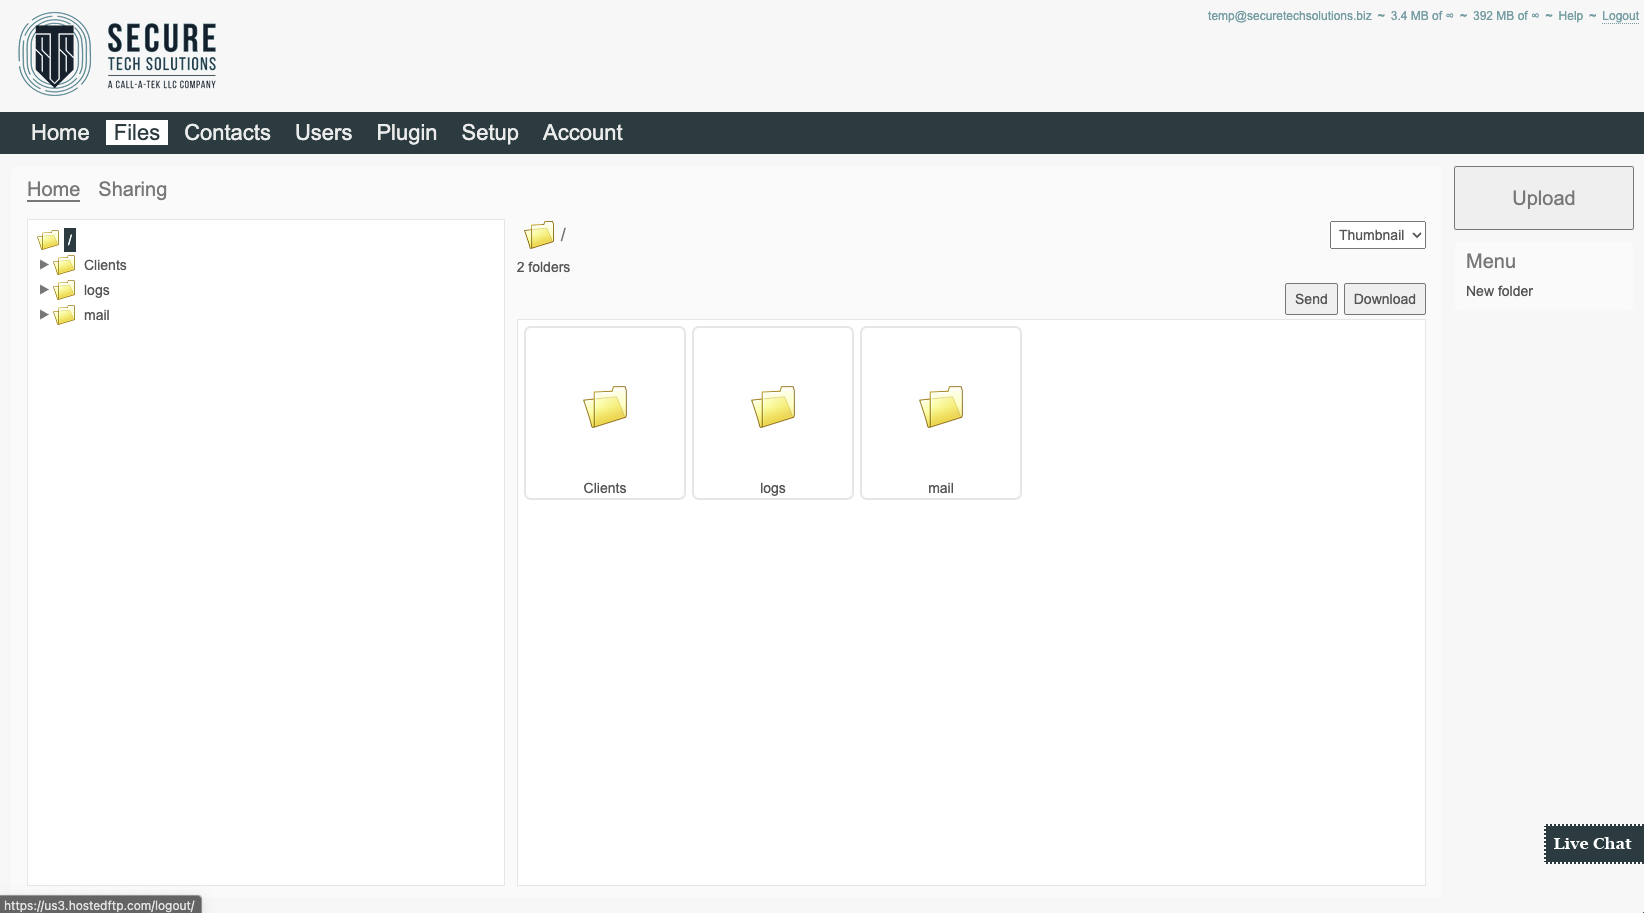 SECURE
TECH SOLUTIONS
A CALL-A-TEK LLC COMPANY
temp@securetechsolutions.biz ~ 3.4 MB of ∞ ~ 392 MB of ∞ ~ Help ~ Logout
Home Files Contacts Users Plugin Setup Account
Home Sharing
Upload
/
Clients
logs
mail
/
Thumbnail
2 folders
Send Download
Clients logs mail
Menu
New folder
Live Chat
https://us3.hostedftp.com/logout/